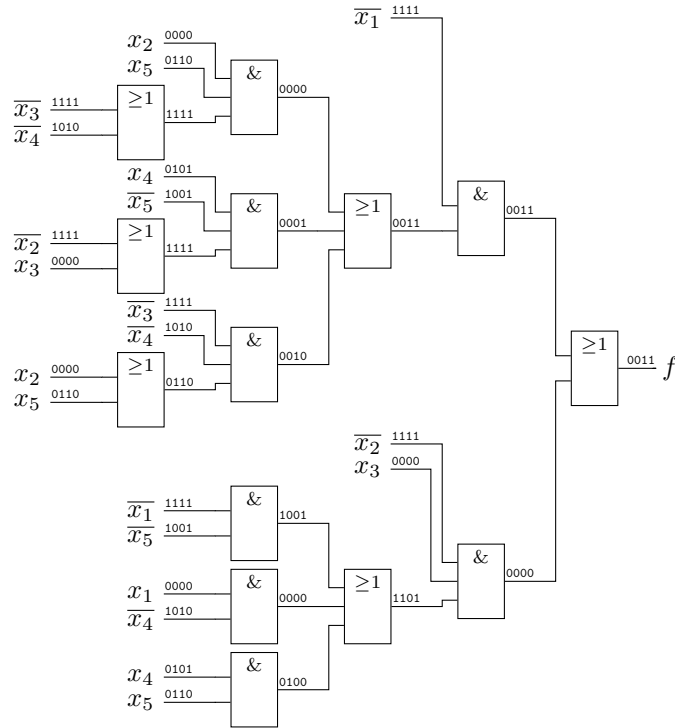 x̅₁ 1111
x₂ 0000
x₅ 0110
& 0000
x̅₃ 1111
x̅₄ 1010
≥1 1111
x₄ 0101
x̅₅ 1001
& 0001
≥1 0011
& 0011
x̅₂ 1111
x₃ 0000
≥1 1111
x̅₃ 1111
x̅₄ 1010
& 0010
x₂ 0000
x₅ 0110
≥1 0110
≥1 0011 f
x̅₂ 1111
x₃ 0000
x̅₁ 1111
x̅₅ 1001
& 1001
x₁ 0000
x̅₄ 1010
& 0000
≥1 1101
& 0000
x₄ 0101
x₅ 0110
& 0100